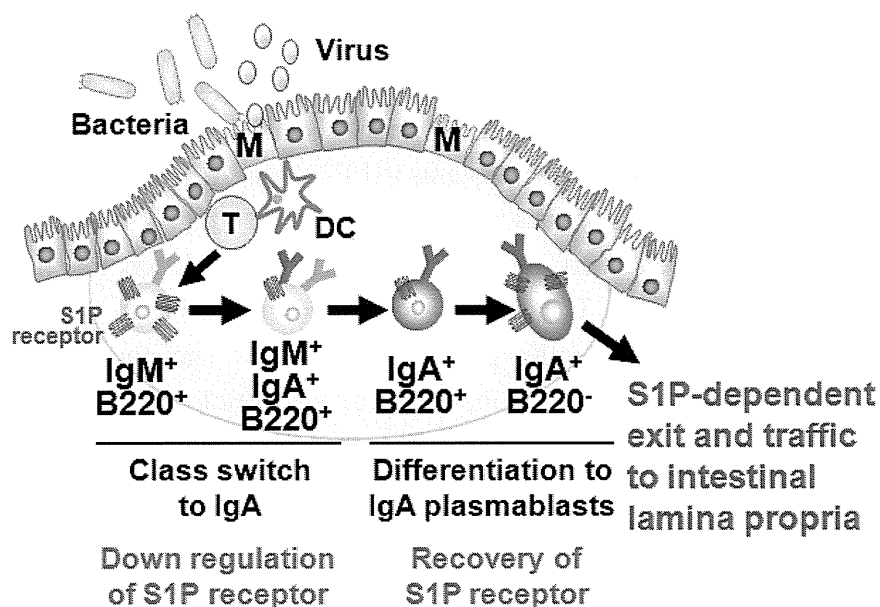 Virus
Bacteria
M
M
T
DC
S1P
receptor
IgM⁺
B220⁺
IgM⁺
IgA⁺
B220⁺
IgA⁺
B220⁺
IgA⁺
B220⁻
Class switch
to IgA
Differentiation to
IgA plasmablasts
Down regulation
of S1P receptor
Recovery of
S1P receptor
S1P-dependent
exit and traffic
to intestinal
lamina propria